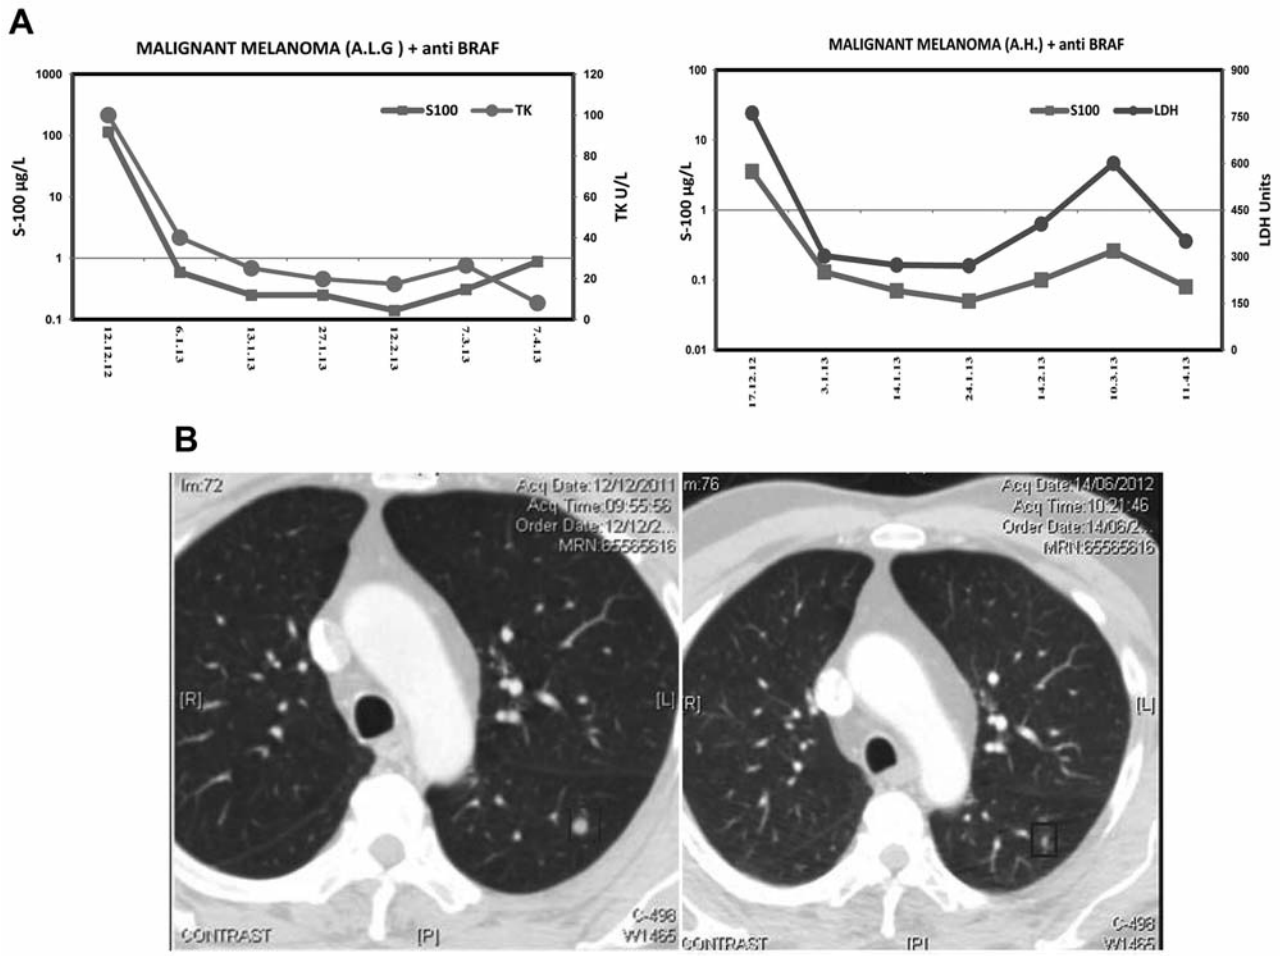 A
MALIGNANT MELANOMA (A.L.G ) + anti BRAF
1000
100
10
1
0.1
S-100 µg/L
S100
TK
120
100
80
60
40
20
0
TK U/L
12.12.12
6.1.13
13.1.13
27.1.13
12.2.13
7.3.13
7.4.13
MALIGNANT MELANOMA (A.H.) + anti BRAF
100
10
1
0.1
0.01
S-100 µg/L
S100
LDH
900
750
600
450
300
150
0
LDH Units
17.12.12
3.1.13
14.1.13
24.1.13
14.2.13
10.3.13
11.4.13
B
Im:72
Acq Date:12/12/2011
Acq Time:09:55:56
Order Date:12/12/2...
MRN:65565616
[R]
[L]
C-498
W1465
CONTRAST
[P]
m:76
Acq Date:14/06/2012
Acq Time:10:21:46
Order Date:14/06/2...
MRN:65565616
R]
[L]
C-498
W1465
CONTRAST
[P]